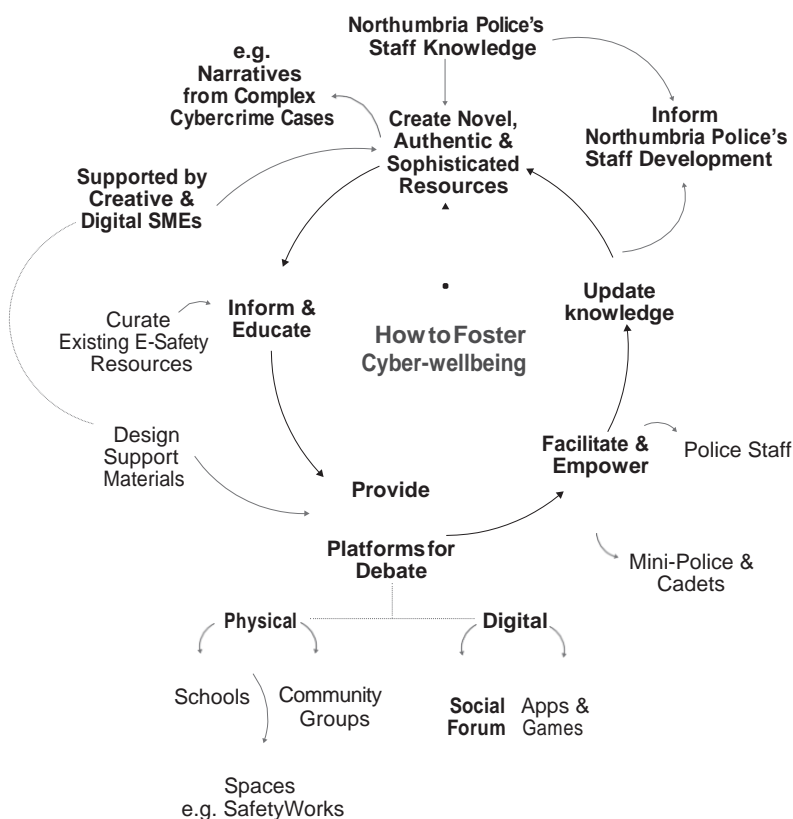 Northumbria Police's
Staff Knowledge
e.g.
Narratives
from Complex
Cybercrime Cases
Create Novel,
Authentic &
Sophisticated
Resources
Inform
Northumbria Police's
Staff Development
Supported by
Creative &
Digital SMEs
Update
knowledge
Inform &
Educate
Curate
Existing E-Safety
Resources
How to Foster
Cyber-wellbeing
Design
Support
Materials
Facilitate &
Empower
Police Staff
Provide
Platforms for
Debate
Mini-Police &
Cadets
Physical
Digital
Schools
Community
Groups
Social
Forum
Apps &
Games
Spaces
e.g. SafetyWorks